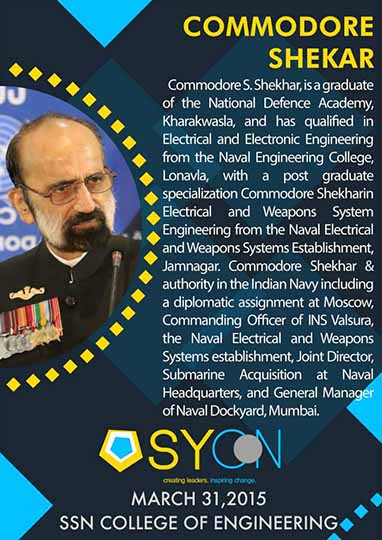 COMMODORE
SHEKAR
Commodore S. Shekhar, is a graduate
of the National Defence Academy,
Kharakwasla, and has qualified in
Electrical and Electronic Engineering
from the Naval Engineering College,
Lonavla, with a post graduate
specialization Commodore Shekharin
Electrical and Weapons System
Engineering from the Naval Electrical
and Weapons Systems Establishment,
Jamnagar. Commodore Shekhar &
authority in the Indian Navy including
a diplomatic assignment at Moscow,
Commanding Officer of INS Valsura,
the Naval Electrical and Weapons
Systems establishment, Joint Director,
Submarine Acquisition at Naval
Headquarters, and General Manager
of Naval Dockyard, Mumbai.
SYCON
creating leaders. inspiring change.
MARCH 31,2015
SSN COLLEGE OF ENGINEERING